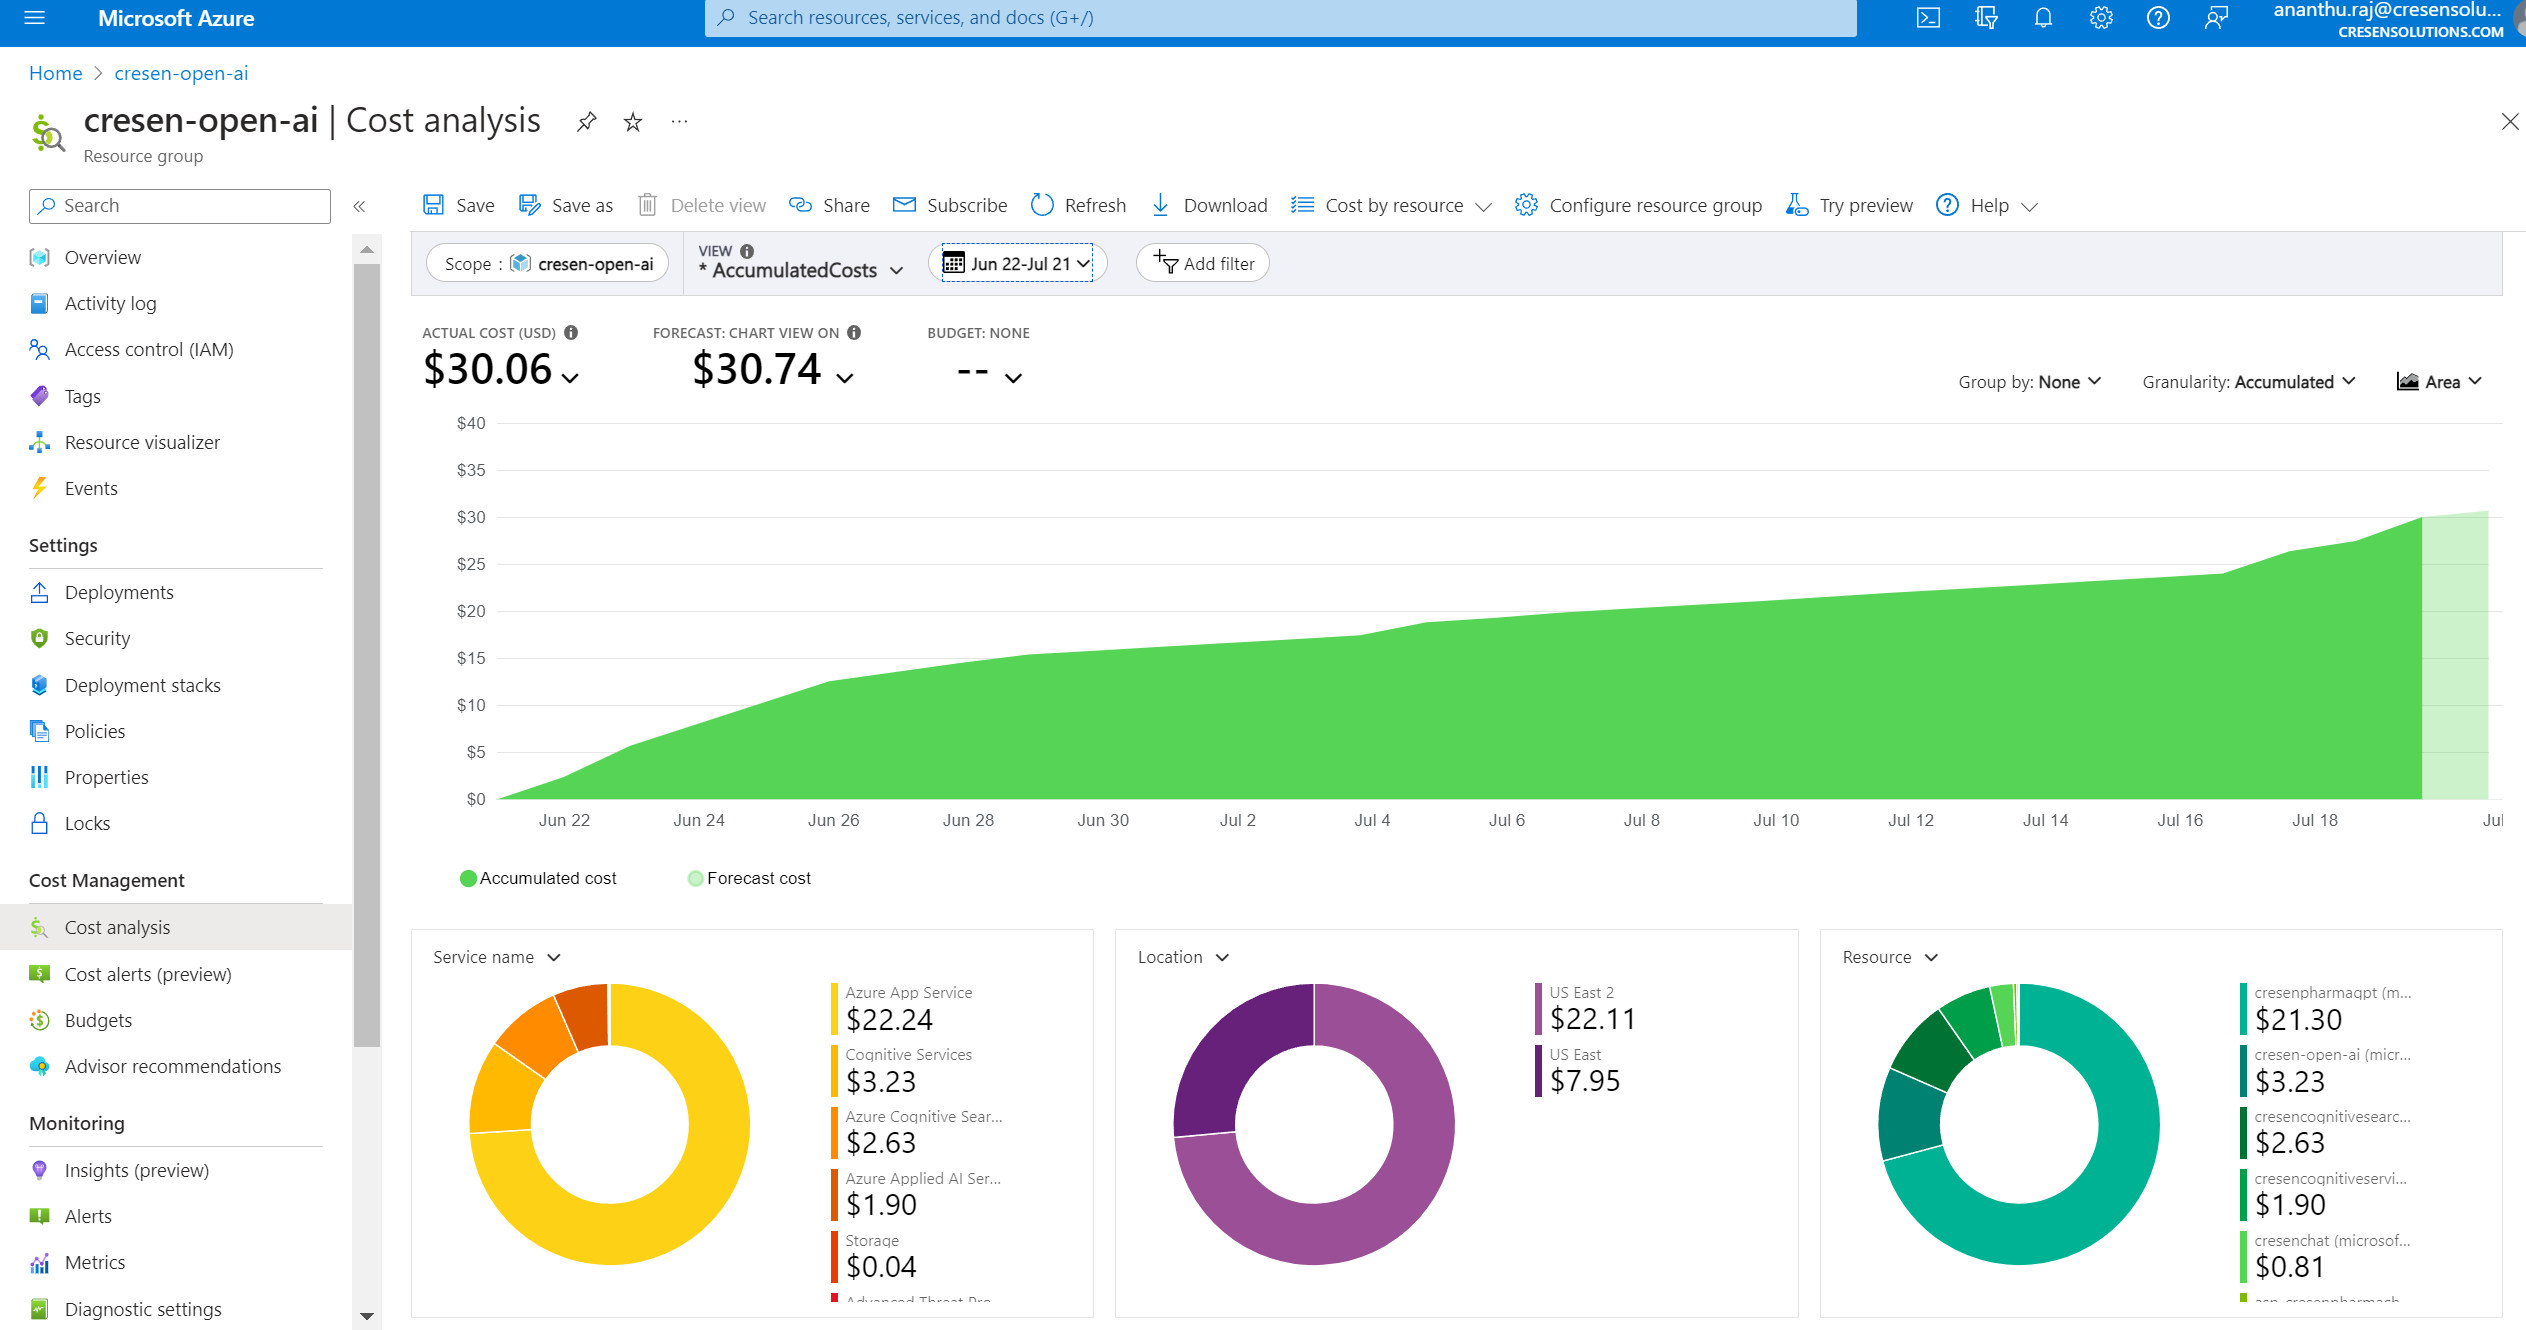 Microsoft Azure
Search resources, services, and docs (G+/)
ananthu.raj@cresensolu...
CRESENSOLUTIONS.COM
Home > cresen-open-ai
cresen-open-ai | Cost analysis
Resource group
Search
Overview
Activity log
Access control (IAM)
Tags
Resource visualizer
Events
Settings
Deployments
Security
Deployment stacks
Policies
Properties
Locks
Cost Management
Cost analysis
Cost alerts (preview)
Budgets
Advisor recommendations
Monitoring
Insights (preview)
Alerts
Metrics
Diagnostic settings
Save Save as Delete view Share Subscribe Refresh Download Cost by resource Configure resource group Try preview Help
Scope : cresen-open-ai
VIEW
* AccumulatedCosts
Jun 22-Jul 21
Add filter
ACTUAL COST (USD)
$30.06
FORECAST: CHART VIEW ON
$30.74
BUDGET: NONE
--
Group by: None
Granularity: Accumulated
Area
$40
$35
$30
$25
$20
$15
$10
$5
$0
Jun 22 Jun 24 Jun 26 Jun 28 Jun 30 Jul 2 Jul 4 Jul 6 Jul 8 Jul 10 Jul 12 Jul 14 Jul 16 Jul 18 Jul
Accumulated cost Forecast cost
Service name
Azure App Service
$22.24
Cognitive Services
$3.23
Azure Cognitive Sear...
$2.63
Azure Applied AI Ser...
$1.90
Storage
$0.04
Advanced Threat Pro...
Location
US East 2
$22.11
US East
$7.95
Resource
cresenpharmagpt (m...
$21.30
cresen-open-ai (micr...
$3.23
cresencognitivesearc...
$2.63
cresencognitiveservi...
$1.90
cresenchat (microsof...
$0.81